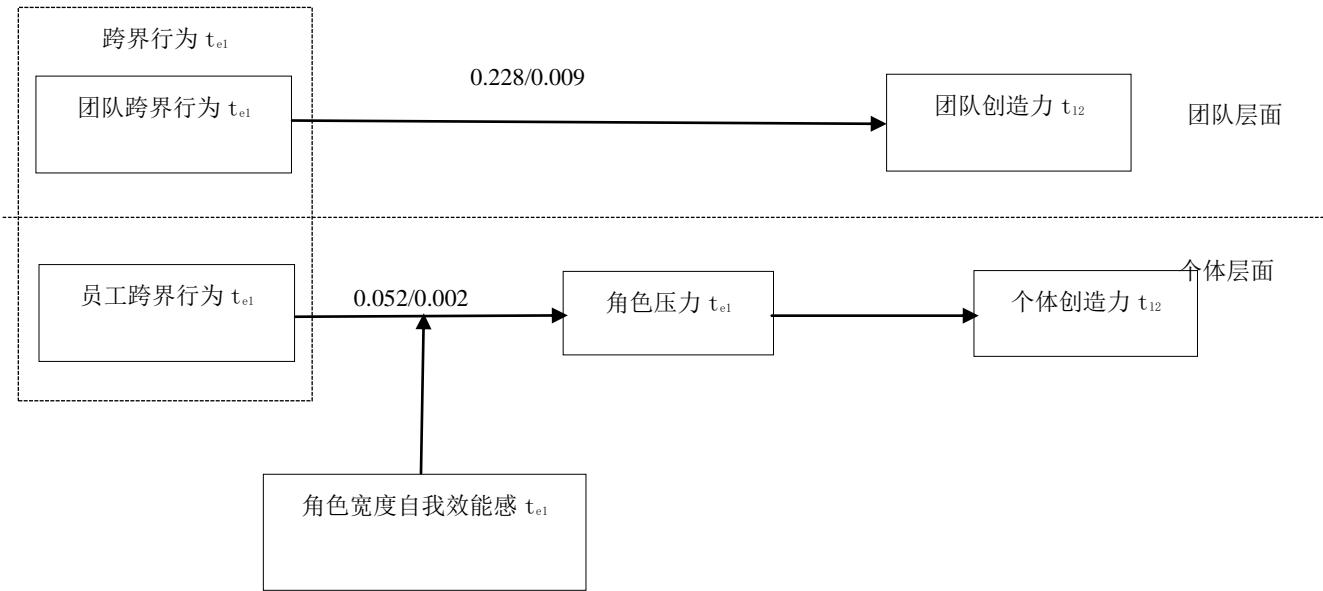 跨界行为 te1
0.228/0.009
团队跨界行为 te1
团队创造力 tl2
团队层面
个体层面
员工跨界行为 te1
0.052/0.002
角色压力 te1
个体创造力 tl2
角色宽度自我效能感 te1